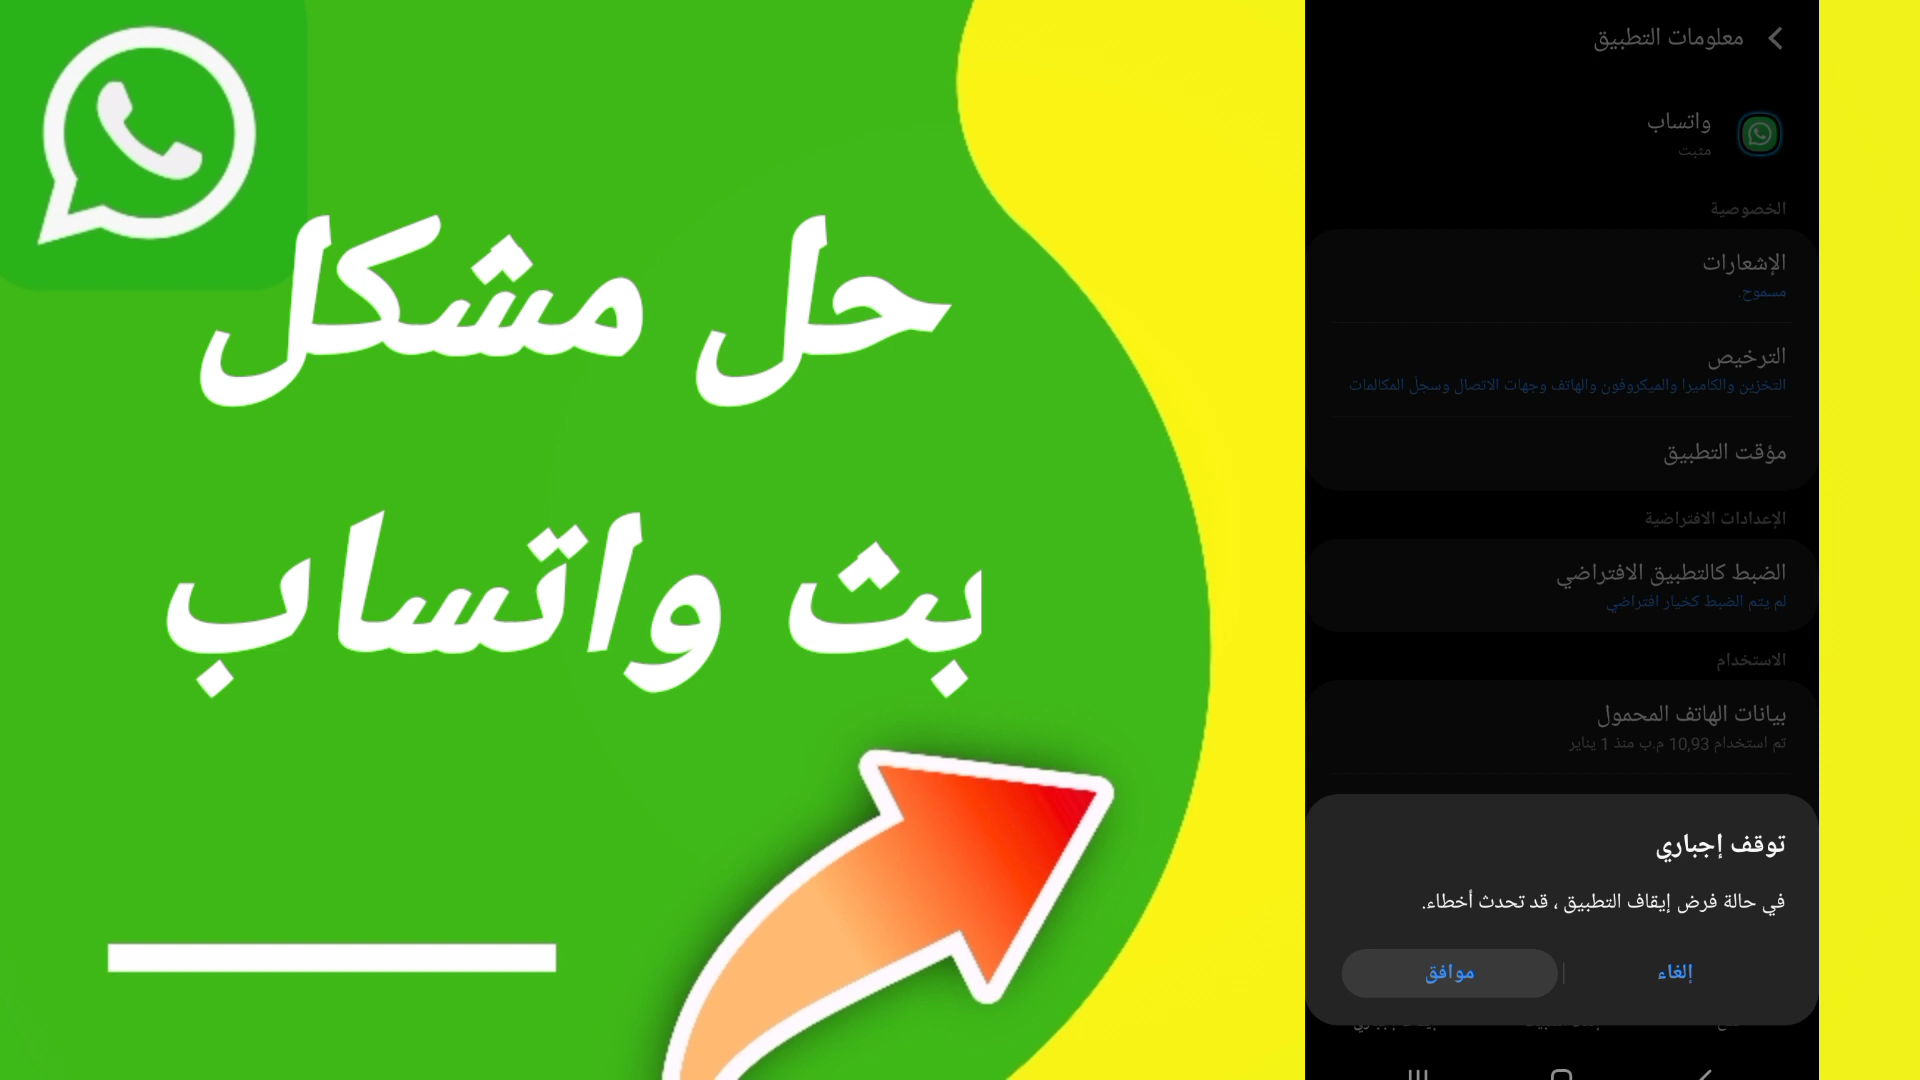 حل مشكل
بث واتساب
معلومات التطبيق
واتساب
مثبت
الخصوصية
الإشعارات
مسموح.
الترخيص
التخزين والكاميرا والميكروفون والهاتف وجهات الاتصال وسجلّ المكالمات
مؤقت التطبيق
الإعدادات الافتراضية
الضبط كالتطبيق الافتراضي
لم يتم الضبط كخيار افتراضي
الاستخدام
بيانات الهاتف المحمول
تم استخدام 10,93 م.ب منذ 1 يناير
توقف إجباري
في حالة فرض إيقاف التطبيق ، قد تحدث أخطاء.
إلغاء
موافق